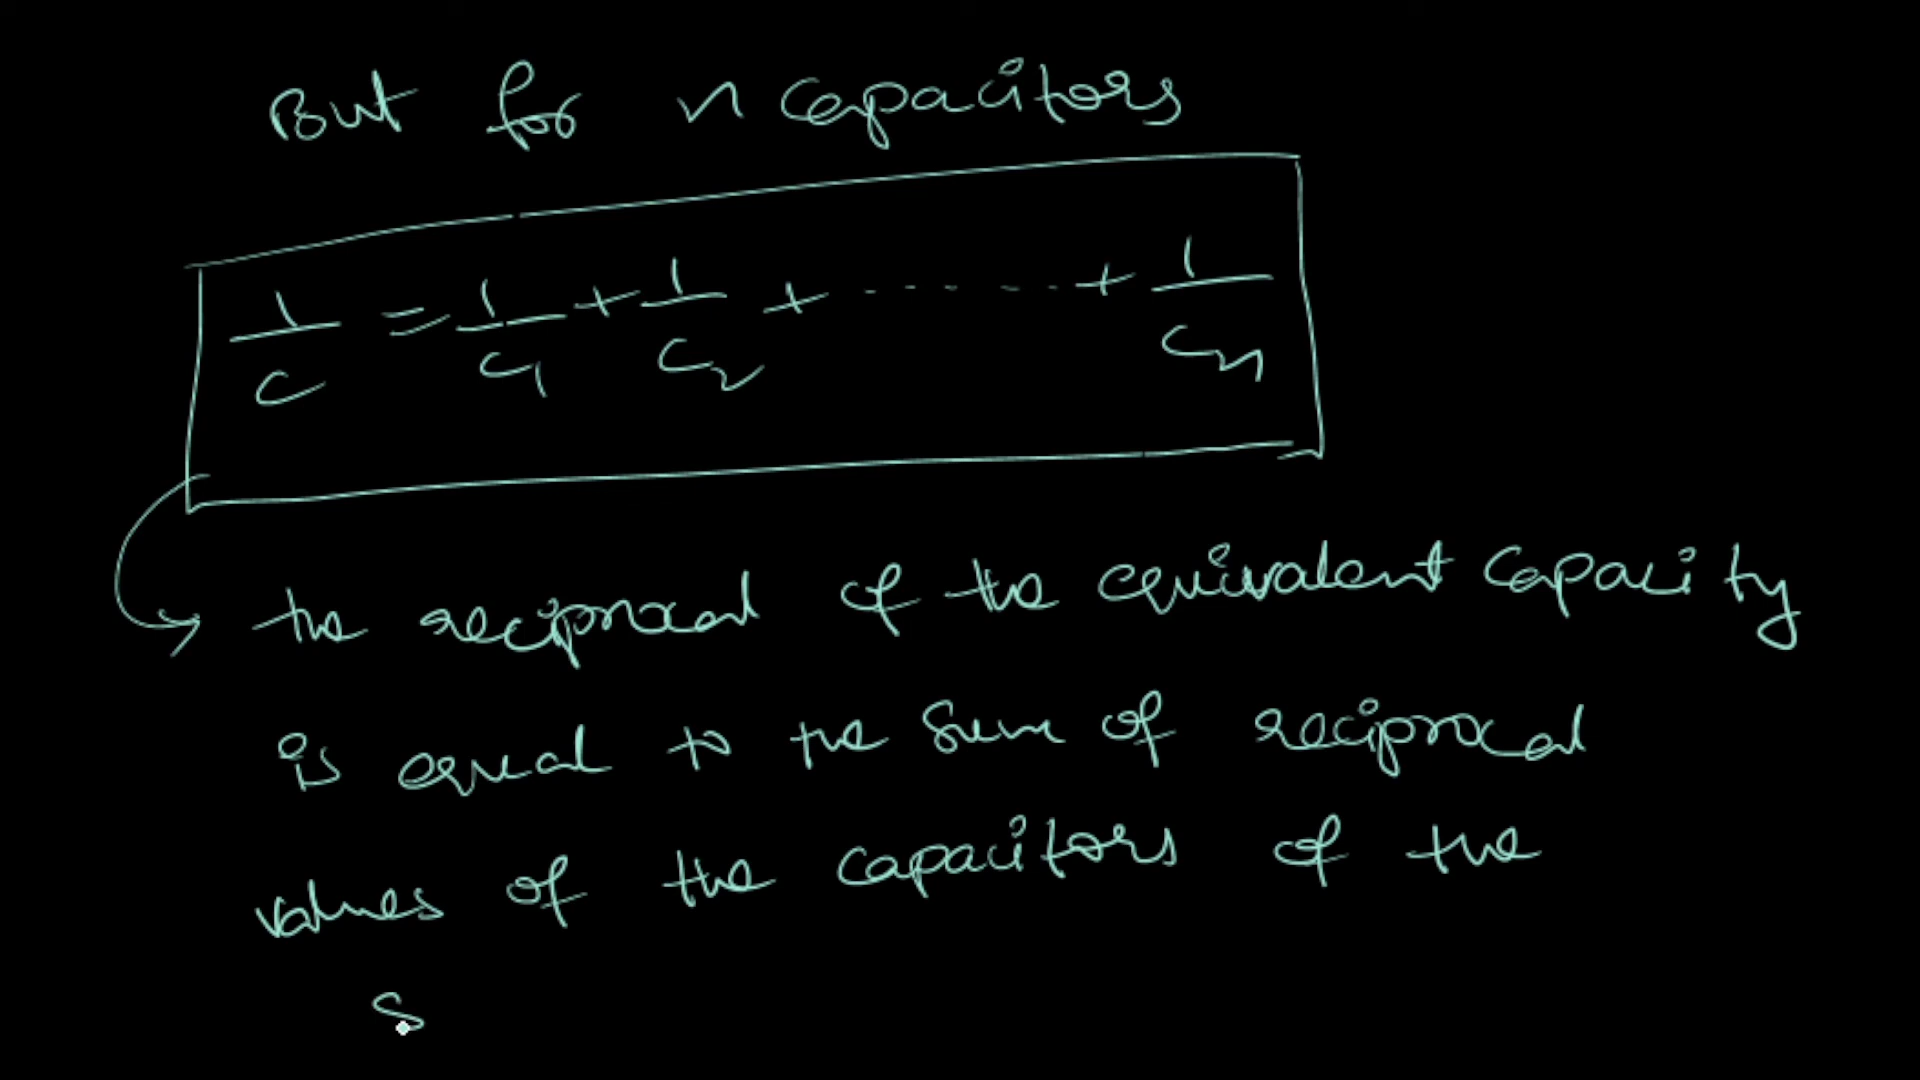 But for n capacitors
1/C = 1/C1 + 1/C2 + ....... + 1/Cn
the reciprocal of the equivalent capacity
is equal to the sum of reciprocal
values of the capacitors of the
S